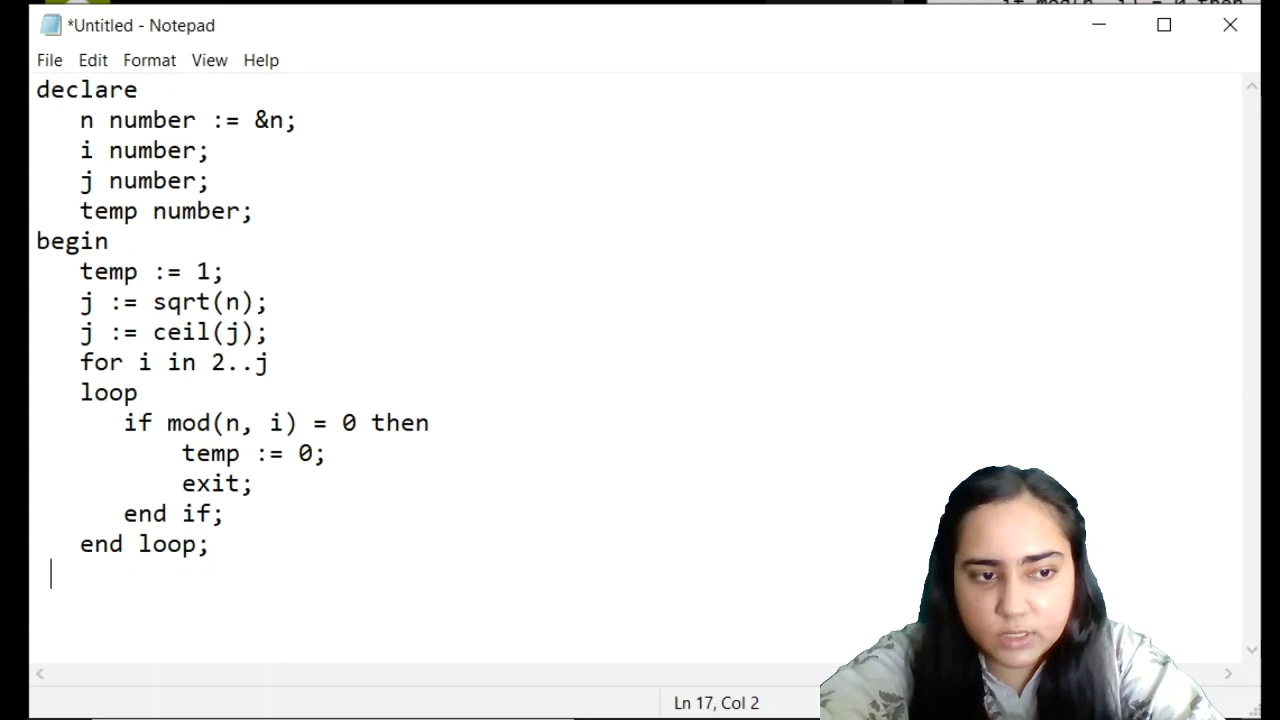 *Untitled - Notepad
File Edit Format View Help
declare
n number := &n;
i number;
j number;
temp number;
begin
temp := 1;
j := sqrt(n);
j := ceil(j);
for i in 2..j
loop
if mod(n, i) = 0 then
temp := 0;
exit;
end if;
end loop;
Ln 17, Col 2